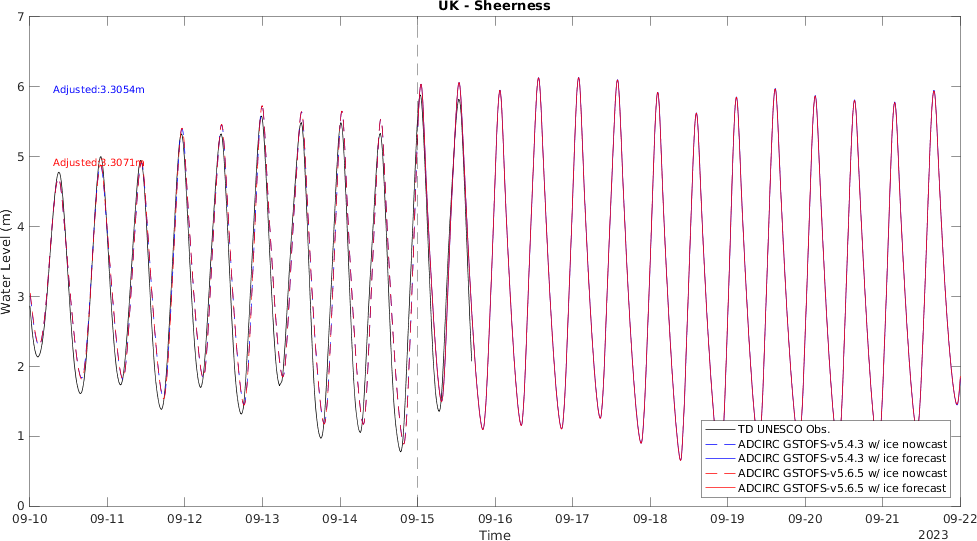 UK - Sheerness
7
6
5
4
3
2
1
0
Water Level (m)
Adjusted:3.3054m
Adjusted:3.3071m
TD UNESCO Obs.
ADCIRC GSTOFS-v5.4.3 w/ ice nowcast
ADCIRC GSTOFS-v5.4.3 w/ ice forecast
ADCIRC GSTOFS-v5.6.5 w/ ice nowcast
ADCIRC GSTOFS-v5.6.5 w/ ice forecast
09-10 09-11 09-12 09-13 09-14 09-15 09-16 09-17 09-18 09-19 09-20 09-21 09-22
Time
2023